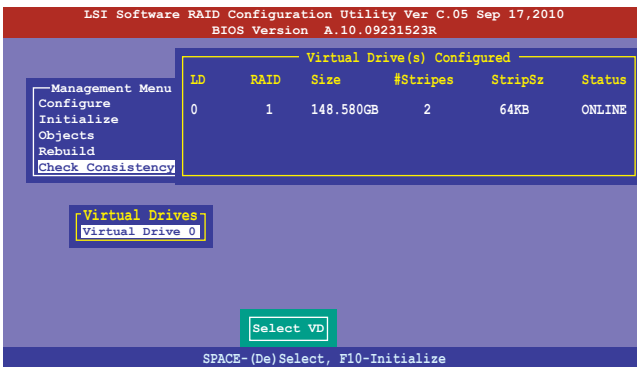 LSI Software RAID Configuration Utility Ver C.05 Sep 17,2010
BIOS Version A.10.09231523R
Virtual Drive(s) Configured
LD RAID Size #Stripes StripSz Status
0 1 148.580GB 2 64KB ONLINE
Management Menu
Configure
Initialize
Objects
Rebuild
Check Consistency
Virtual Drives
Virtual Drive 0
Select VD
SPACE-(De)Select, F10-Initialize